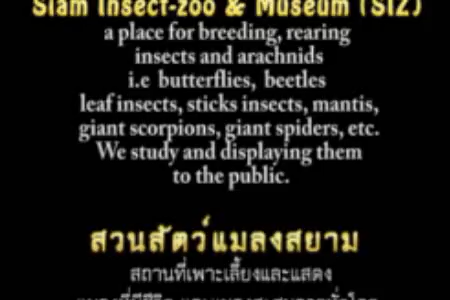 Siam Insect-Zoo & Museum (SIZ)
a place for breeding, rearing
insects and arachnids
i.e butterflies, beetles
leaf insects, sticks insects, mantis,
giant scorpions, giant spiders, etc.
We study and displaying them
to the public.
สวนสัตว์แมลงสยาม
สถานที่เพาะเลี้ยงและแสดง